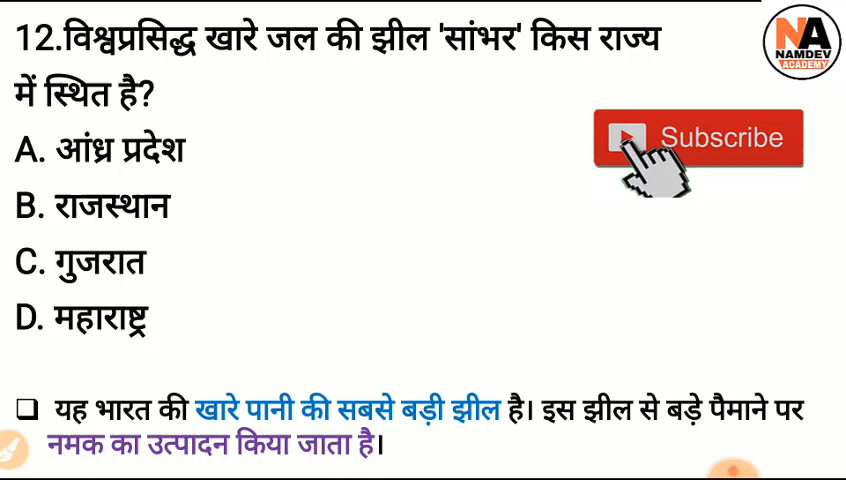 12.विश्वप्रसिद्ध खारे जल की झील 'सांभर' किस राज्य
में स्थित है?
A. आंध्र प्रदेश
B. राजस्थान
C. गुजरात
D. महाराष्ट्र
यह भारत की खारे पानी की सबसे बड़ी झील है। इस झील से बड़े पैमाने पर
नमक का उत्पादन किया जाता है।
NA
NAMDEV
ACADEMY
Subscribe